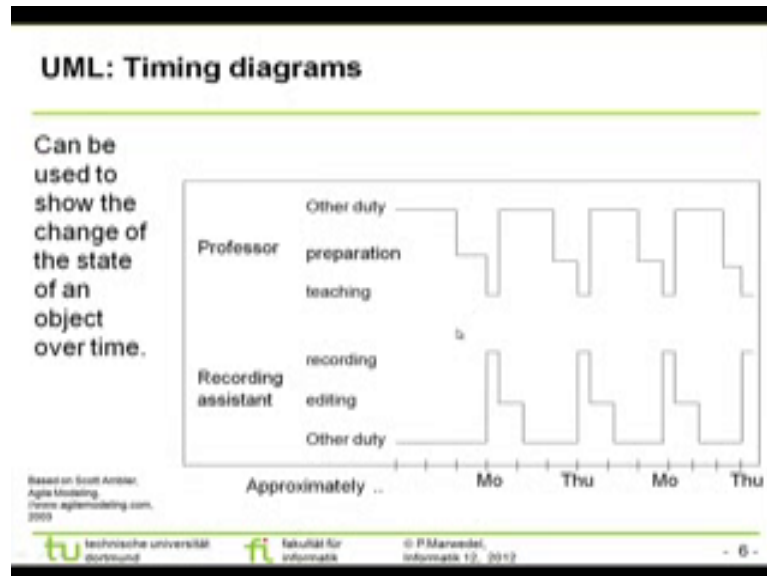 UML: Timing diagrams
Can be
used to
show the
change of
the state
of an
object
over time.
Professor
Other duty
preparation
teaching
Recording
assistant
recording
editing
Other duty
Approximately ..
Mo
Thu
Mo
Thu
Based on Scott Ambler,
Agile Modeling,
//www.agilemodeling.com,
2003
tu
technische universität
dortmund
fi
fakultät für
informatik
© P.Marwedel,
Informatik 12, 2012
- 6 -